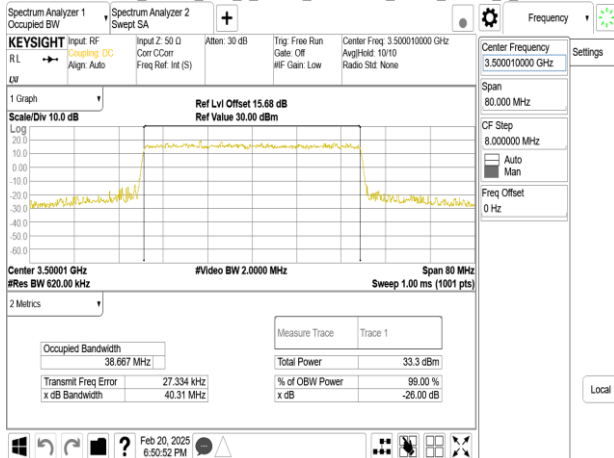 Spectrum Analyzer 1
Occupied BW
Spectrum Analyzer 2
Swept SA
+
Frequency
KEYSIGHT
RL
LXI
Input: RF
Coupling: DC
Align: Auto
Input Z: 50 Ω
Corr CCorr
Freq Ref: Int (S)
Atten: 30 dB
Trig: Free Run
Gate: Off
#IF Gain: Low
Center Freq: 3.500010000 GHz
Avg|Hold: 10/10
Radio Std: None
Center Frequency
3.500010000 GHz
Settings
Span
80.000 MHz
CF Step
8.000000 MHz
Auto
Man
Freq Offset
0 Hz
Local
1 Graph
Scale/Div 10.0 dB
Ref Lvl Offset 15.68 dB
Ref Value 30.00 dBm
Log
20.0
10.0
0.00
-10.0
-20.0
-30.0
-40.0
-50.0
-60.0
Center 3.50001 GHz
#Res BW 620.00 kHz
#Video BW 2.0000 MHz
Span 80 MHz
Sweep 1.00 ms (1001 pts)
2 Metrics
Measure Trace Trace 1
Occupied Bandwidth
38.667 MHz
Total Power 33.3 dBm
Transmit Freq Error 27.334 kHz
% of OBW Power 99.00 %
x dB Bandwidth 40.31 MHz
x dB -26.00 dB
?
Feb 20, 2025
6:50:52 PM